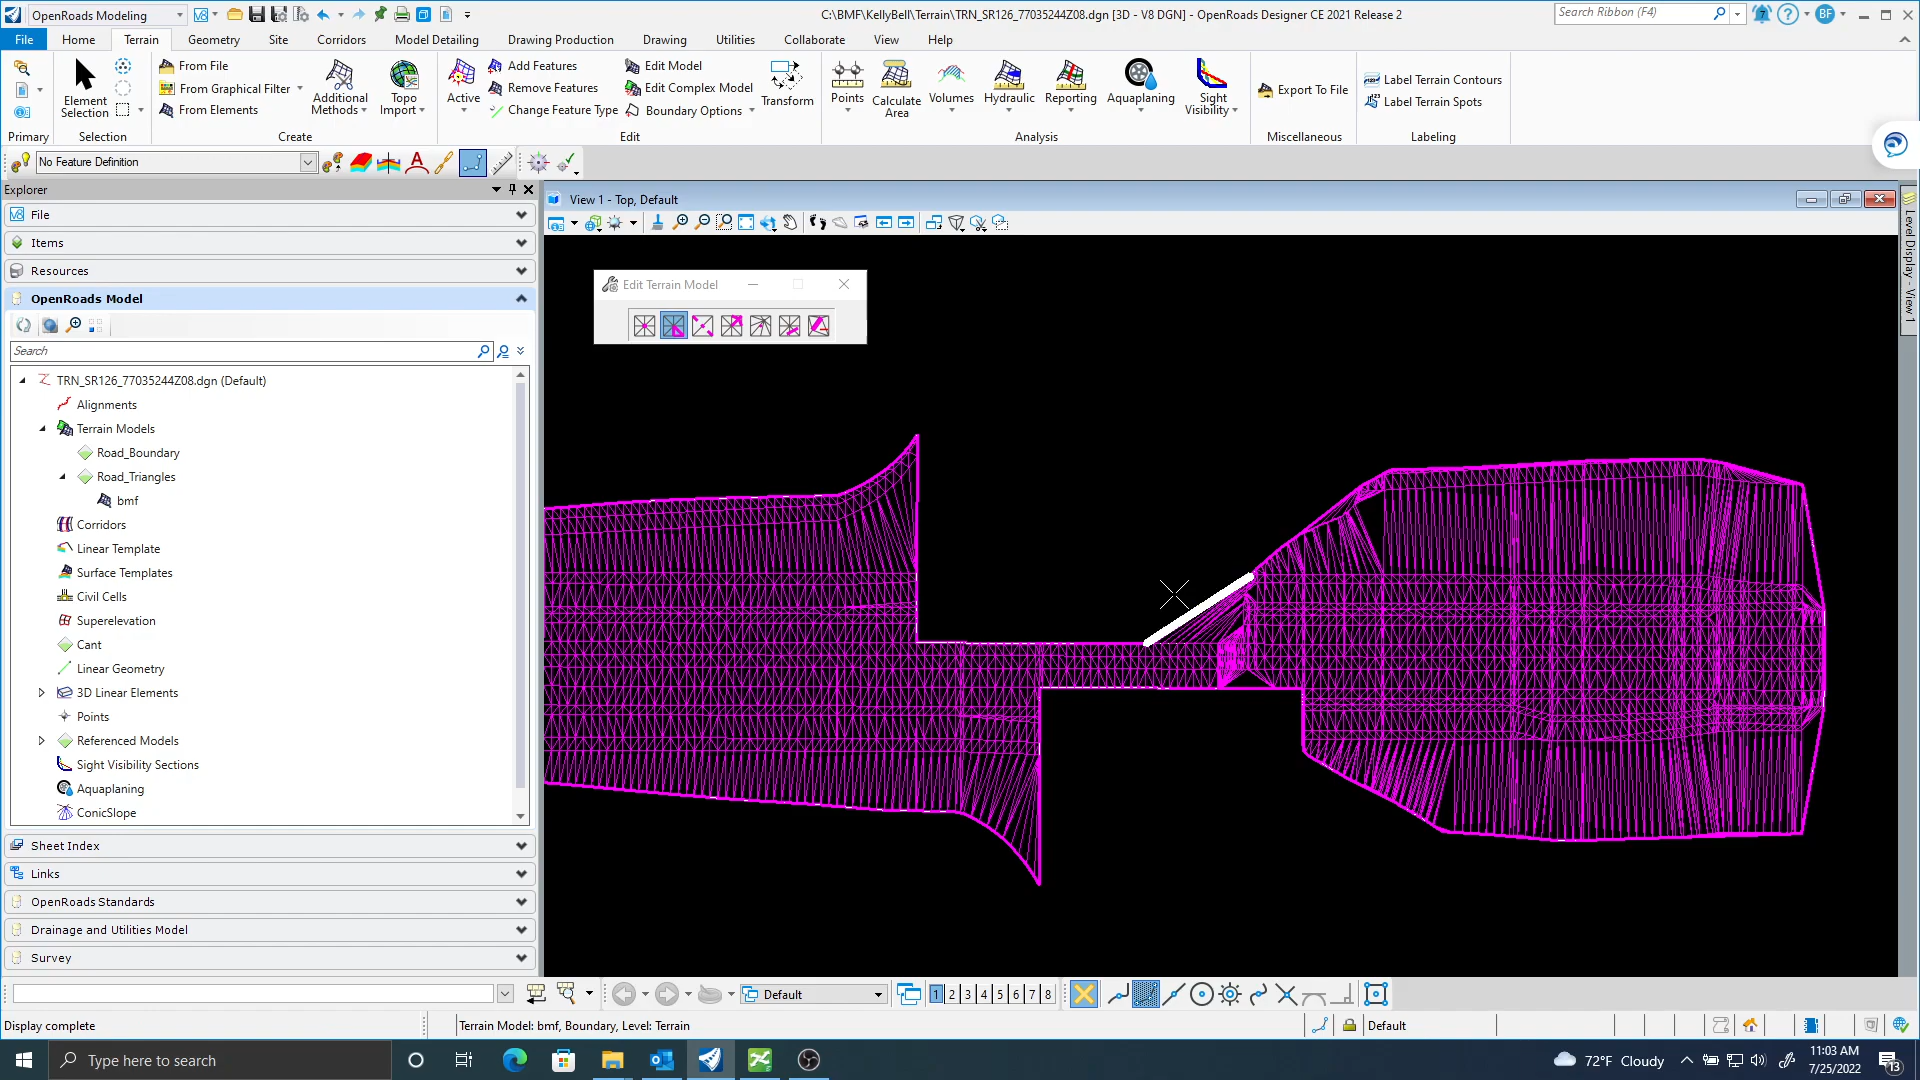 OpenRoads Modeling
C:\BMF\KellyBell\Terrain\TRN_SR126_77035244Z08.dgn [3D - V8 DGN] - OpenRoads Designer CE 2021 Release 2
Search Ribbon (F4)
BF
File Home Terrain Geometry Site Corridors Model Detailing Drawing Production Drawing Utilities Collaborate View Help
Element Selection
From File
From Graphical Filter
From Elements
Additional Methods
Topo Import
Active
Add Features
Remove Features
Change Feature Type
Edit Model
Edit Complex Model
Boundary Options
Transform
Points
Calculate Area
Volumes
Hydraulic
Reporting
Aquaplaning
Sight Visibility
Export To File
Label Terrain Contours
Label Terrain Spots
Primary Selection Create Edit Analysis Miscellaneous Labeling
No Feature Definition
Explorer
File
Items
Resources
OpenRoads Model
Search
TRN_SR126_77035244Z08.dgn (Default)
Alignments
Terrain Models
Road_Boundary
Road_Triangles
bmf
Corridors
Linear Template
Surface Templates
Civil Cells
Superelevation
Cant
Linear Geometry
3D Linear Elements
Points
Referenced Models
Sight Visibility Sections
Aquaplaning
ConicSlope
Sheet Index
Links
OpenRoads Standards
Drainage and Utilities Model
Survey
View 1 - Top, Default
Edit Terrain Model
Level Display - View 1
Default
1 2 3 4 5 6 7 8
Display complete
Terrain Model: bmf, Boundary, Level: Terrain
Default
Type here to search
72°F Cloudy
11:03 AM
7/25/2022
13